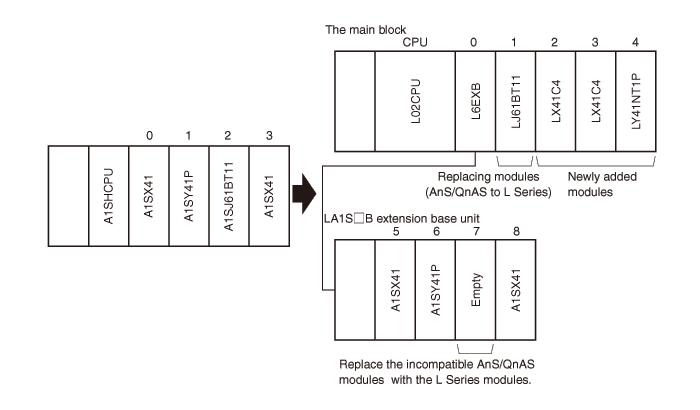 The main block
CPU 0 1 2 3 4
L02CPU
L6EXB
LJ61BT11
LX41C4
LX41C4
LY41NT1P
Replacing modules
(AnS/QnAS to L Series)
Newly added
modules
0 1 2 3
A1SHCPU
A1SX41
A1SY41P
A1SJ61BT11
A1SX41
LA1S□B extension base unit
5 6 7 8
A1SX41
A1SY41P
Empty
A1SX41
Replace the incompatible AnS/QnAS
modules with the L Series modules.